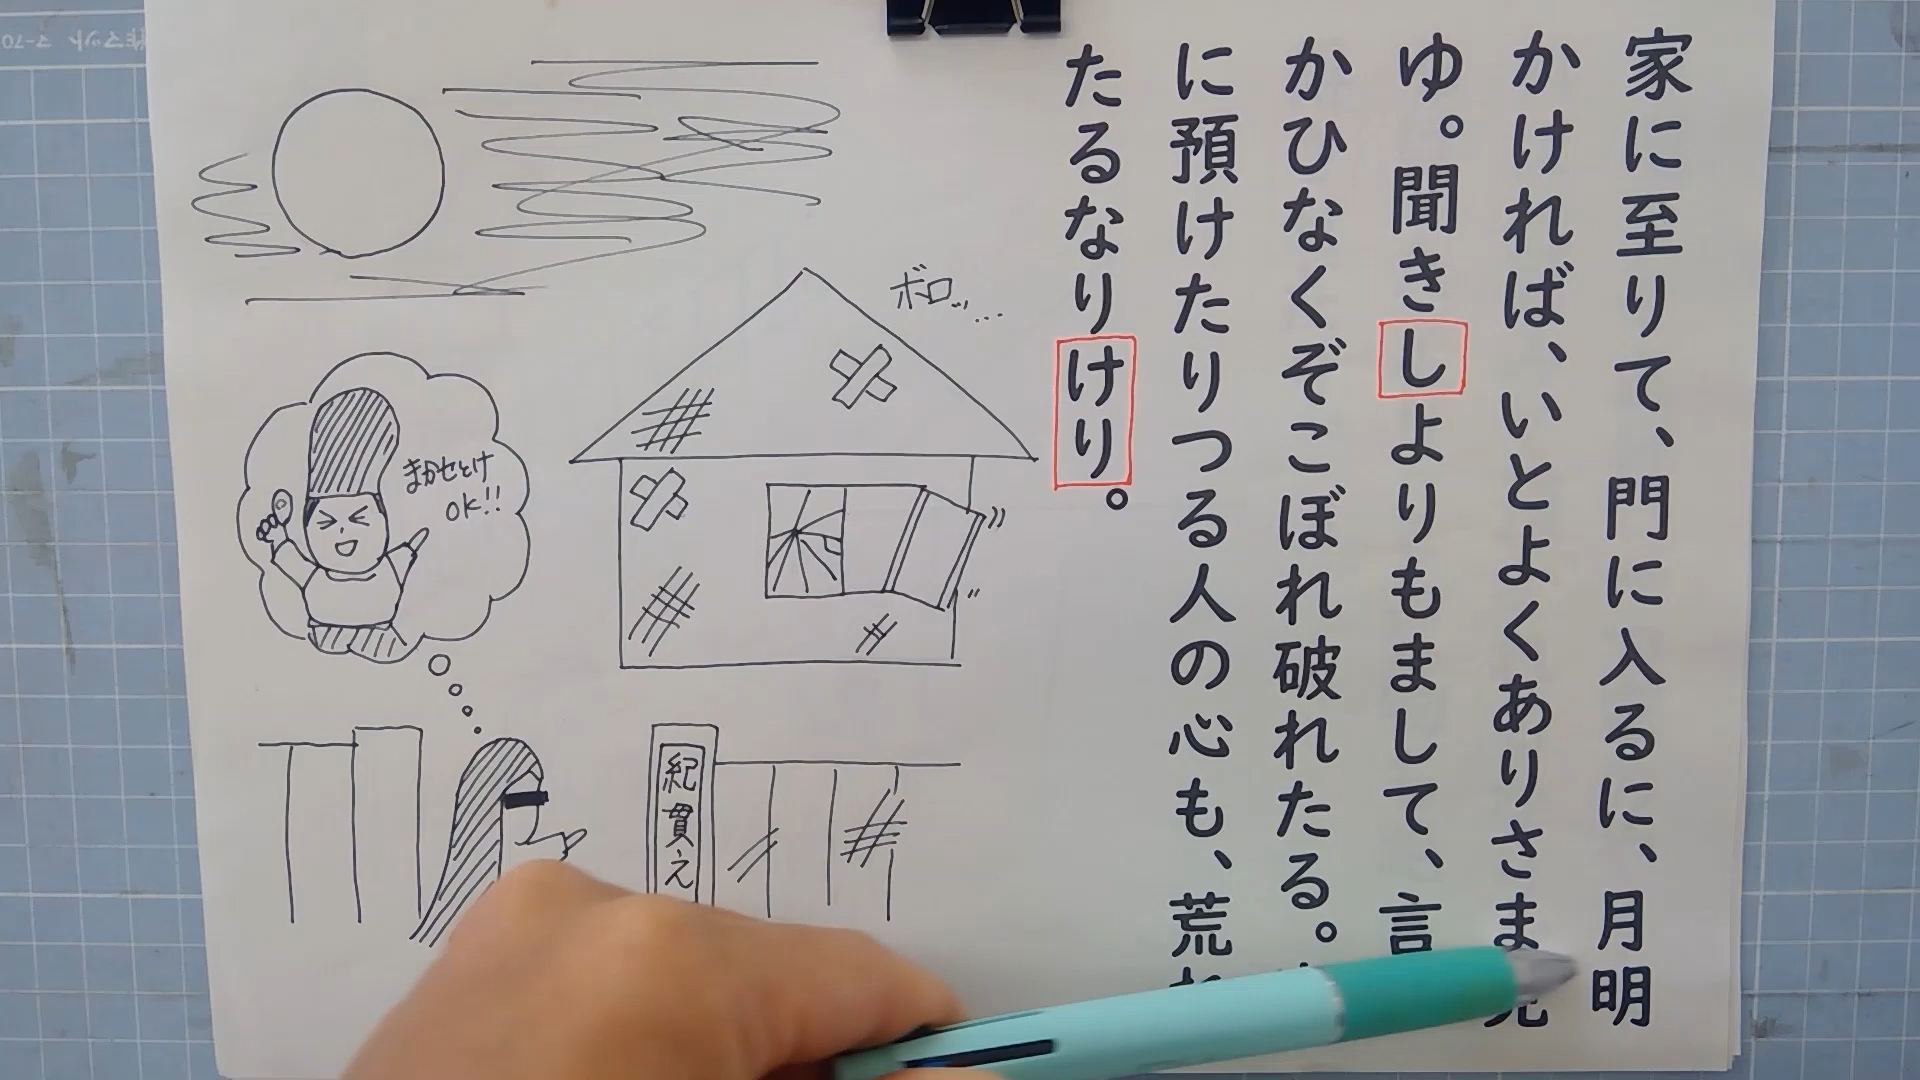 家に至りて、門に入るに、月明
かければ、いとよくありさま見
ゆ。聞きしよりもまして、言
かひなくぞこぼれ破れたる。
に預けたりつる人の心も、荒れ
たるなりけり。
ボロッ…
まかせとけ
OK!!
紀貫え